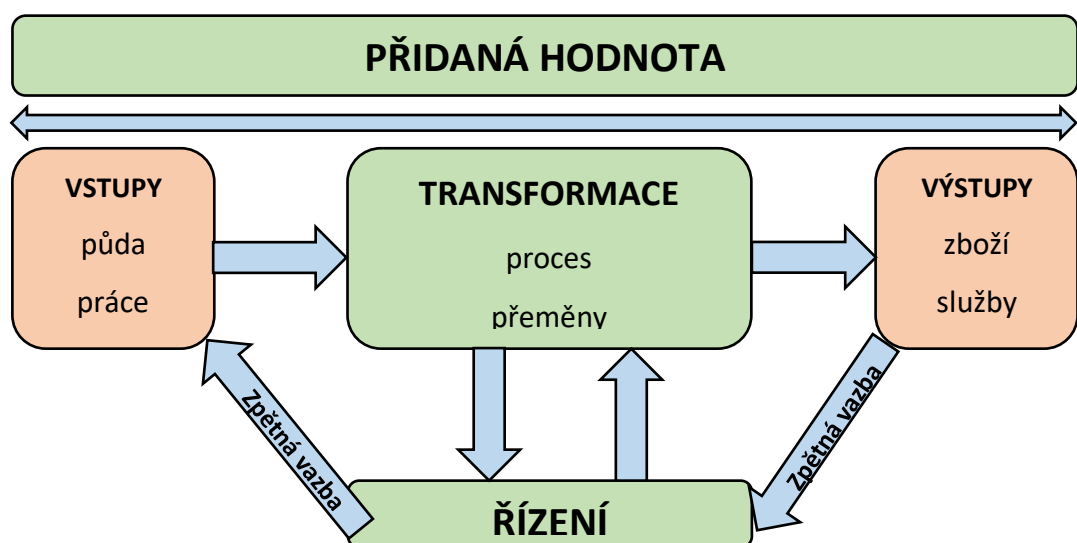 PŘIDANÁ HODNOTA
VSTUPY
půda
práce
TRANSFORMACE
proces
přeměny
VÝSTUPY
zboží
služby
Zpětná vazba
Zpětná vazba
ŘÍZENÍ